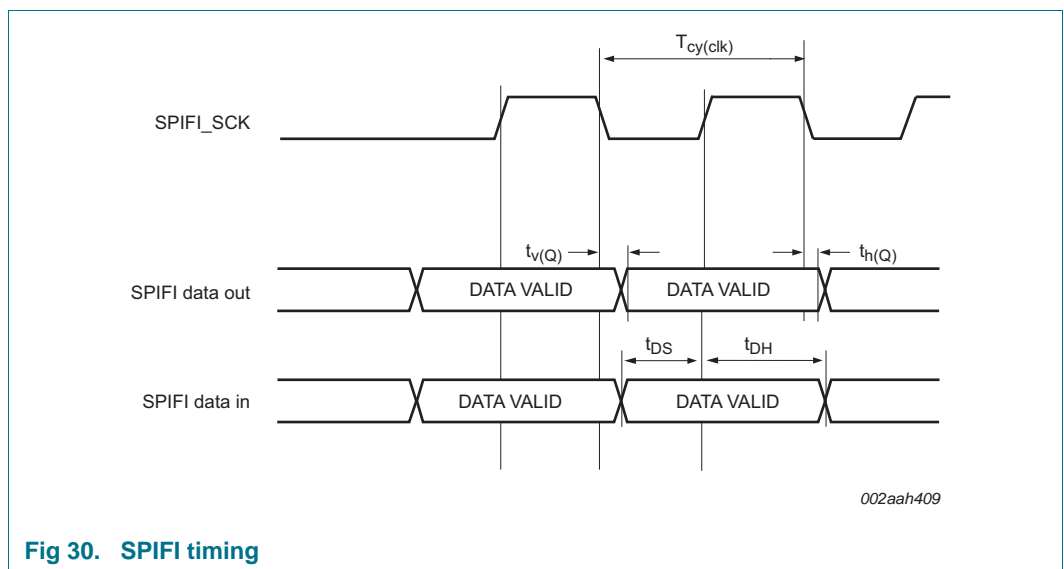 Tcy(clk)
SPIFI_SCK
tv(Q)
th(Q)
SPIFI data out
DATA VALID
DATA VALID
tDS
tDH
SPIFI data in
DATA VALID
DATA VALID
002aah409
Fig 30. SPIFI timing